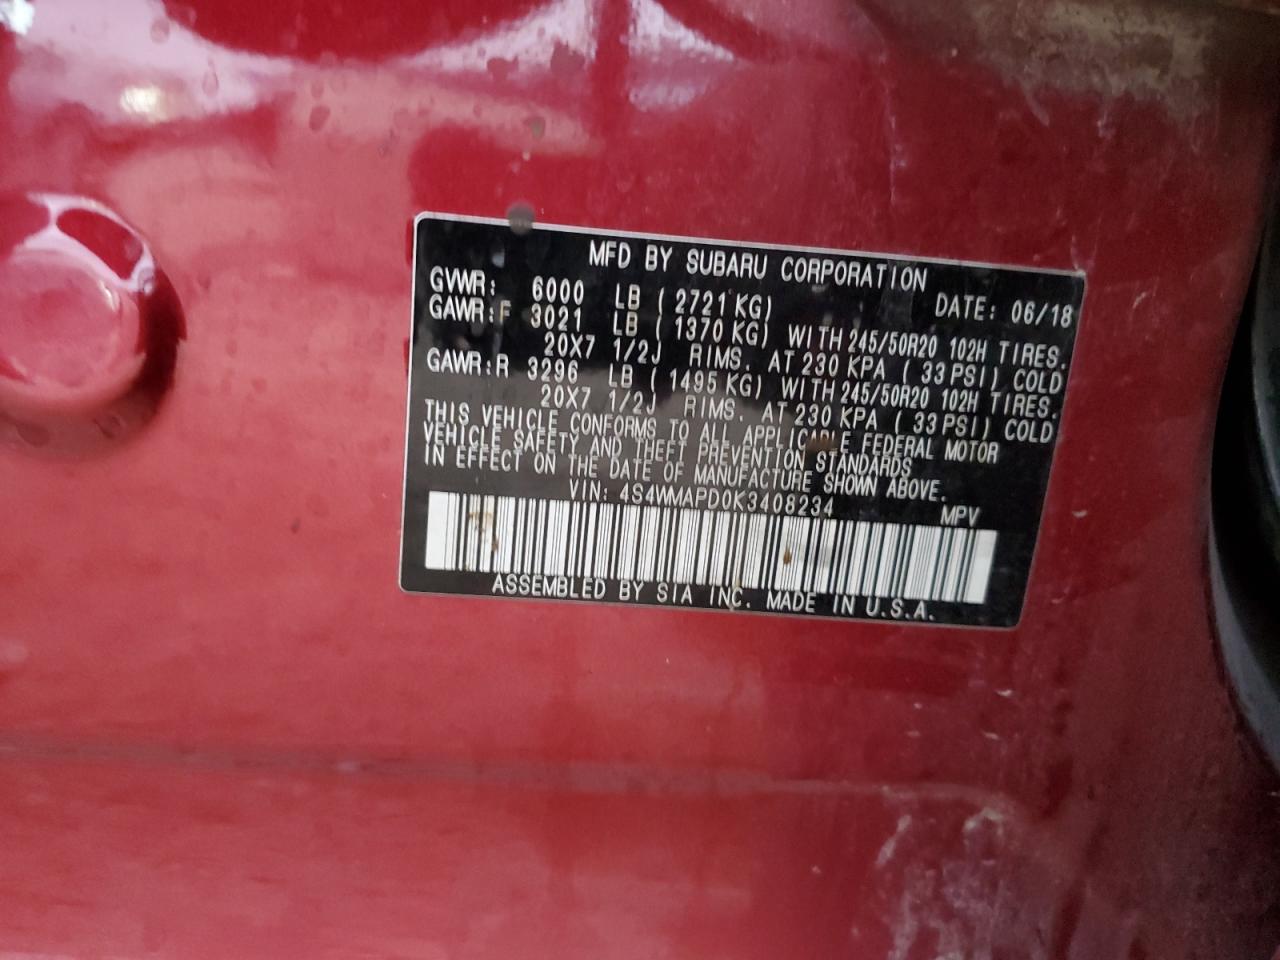 MFD BY SUBARU CORPORATION
GVWR: 6000 LB ( 2721 KG) DATE: 06/18
GAWR:F 3021 LB ( 1370 KG) WITH 245/50R20 102H TIRES.
20X7 1/2J RIMS. AT 230 KPA ( 33 PSI) COLD
GAWR:R 3296 LB ( 1495 KG) WITH 245/50R20 102H TIRES.
20X7 1/2J RIMS. AT 230 KPA ( 33 PSI) COLD
THIS VEHICLE CONFORMS TO ALL APPLICABLE FEDERAL MOTOR
VEHICLE SAFETY AND THEFT PREVENTION STANDARDS
IN EFFECT ON THE DATE OF MANUFACTURE SHOWN ABOVE.
VIN: 4S4WMAPD0K3408234 MPV
ASSEMBLED BY SIA INC. MADE IN U.S.A.